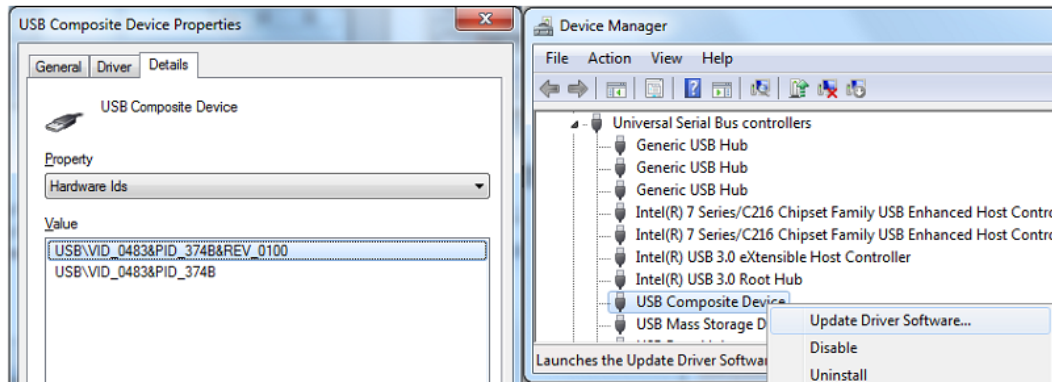 USB Composite Device Properties
General Driver Details
USB Composite Device
Property
Hardware Ids
Value
USB\VID_0483&PID_374B&REV_0100
USB\VID_0483&PID_374B
Device Manager
File Action View Help
Universal Serial Bus controllers
Generic USB Hub
Generic USB Hub
Generic USB Hub
Intel(R) 7 Series/C216 Chipset Family USB Enhanced Host Contro
Intel(R) 7 Series/C216 Chipset Family USB Enhanced Host Contro
Intel(R) USB 3.0 eXtensible Host Controller
Intel(R) USB 3.0 Root Hub
USB Composite Device
USB Mass Storage D
Launches the Update Driver Softwa
Update Driver Software...
Disable
Uninstall